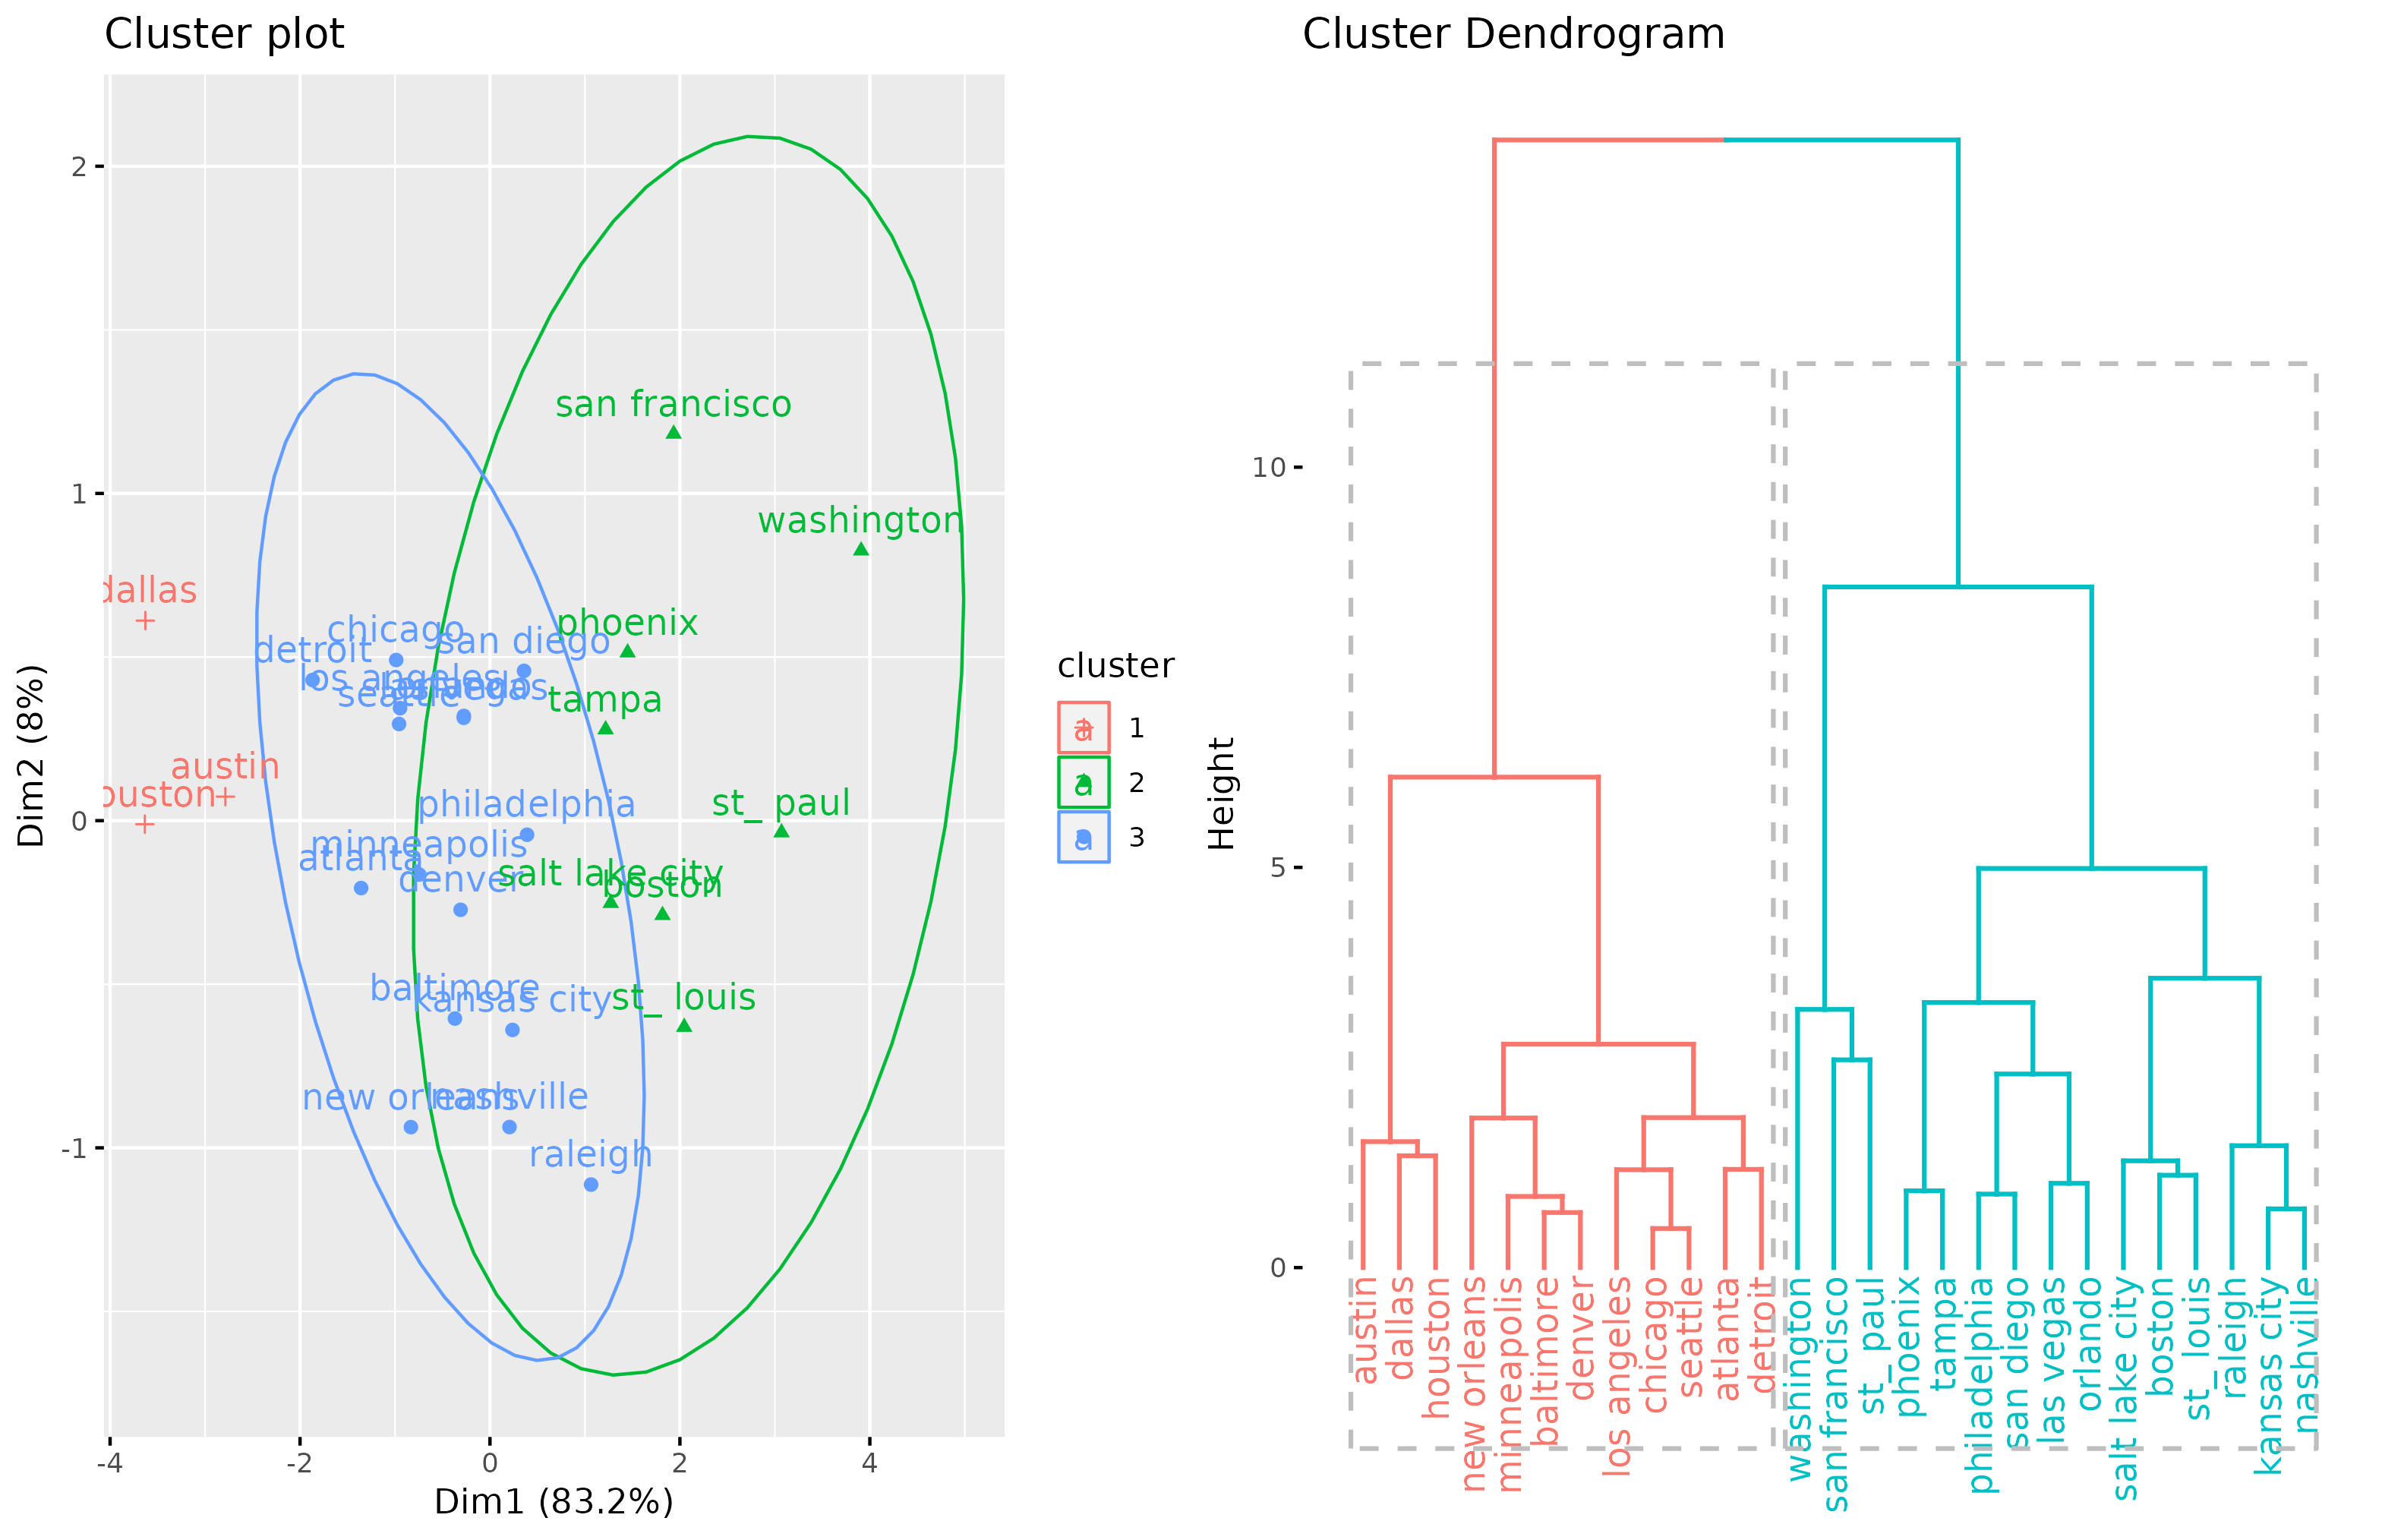 Cluster plot
2
1
0
-1
Dim2 (8%)
-4
-2
0
2
4
Dim1 (83.2%)
san francisco
washington
dallas
phoenix
chicago
san diego
detroit
los angeles
seattle
tampa
austin
ouston
philadelphia
st_ paul
minneapolis
atlanta
salt lake city
denver
boston
baltimore
kansas city
st_ louis
new orleans
nashville
raleigh
cluster
a 1
a 2
a 3
Cluster Dendrogram
Height
10
5
0
austin
dallas
houston
new orleans
minneapolis
baltimore
denver
los angeles
chicago
seattle
atlanta
detroit
washington
san francisco
st_ paul
phoenix
tampa
philadelphia
san diego
las vegas
orlando
salt lake city
boston
st_ louis
raleigh
kansas city
nashville